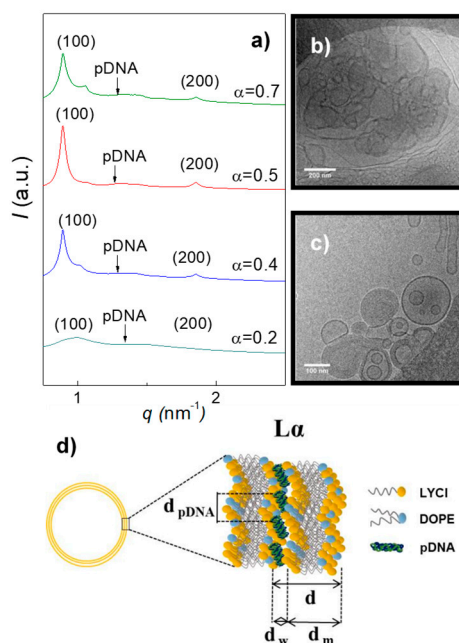 a)
I (a.u.)
(100)
pDNA
(200)
α=0.7
(100)
pDNA
(200)
α=0.5
(100)
pDNA
(200)
α=0.4
(100)
pDNA
(200)
α=0.2
1
2
q (nm⁻¹)
b)
200 nm
c)
100 nm
d)
Lα
d pDNA
d
d w
d m
LYCl
DOPE
pDNA